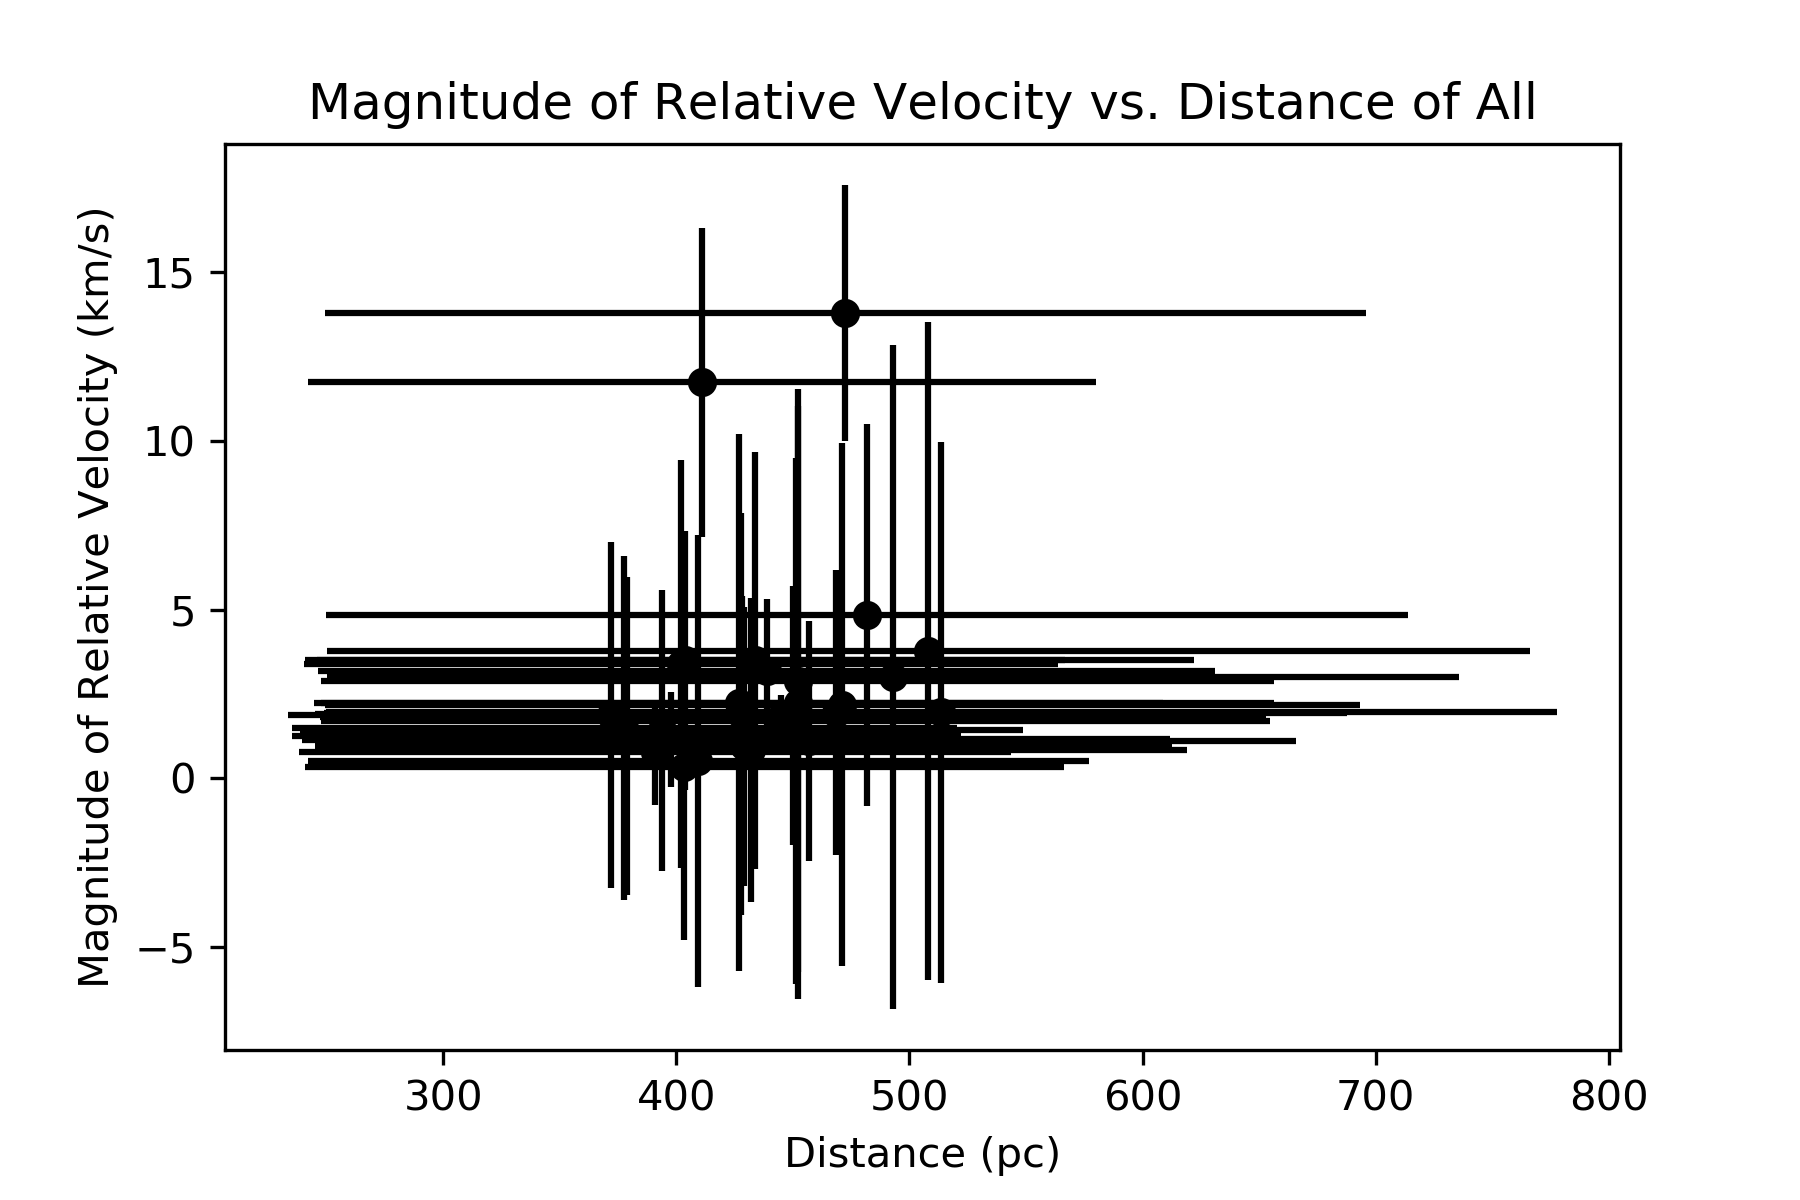 Magnitude of Relative Velocity vs. Distance of All
Magnitude of Relative Velocity (km/s)
15
10
5
0
−5
300 400 500 600 700 800
Distance (pc)